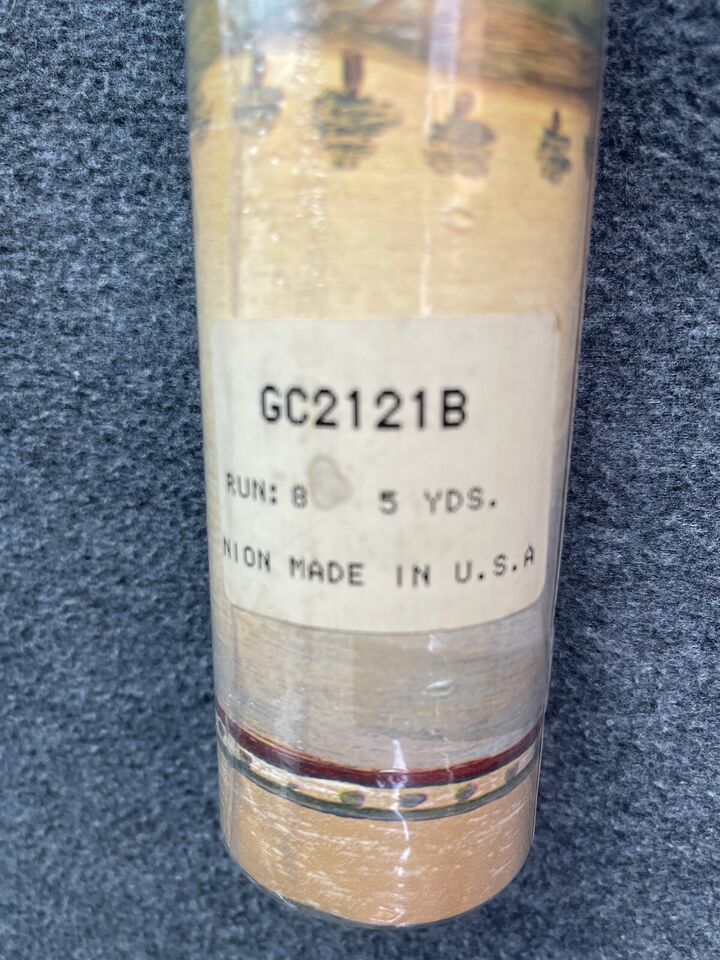 GC2121B
RUN: 8 5 YDS.
NION MADE IN U.S.A